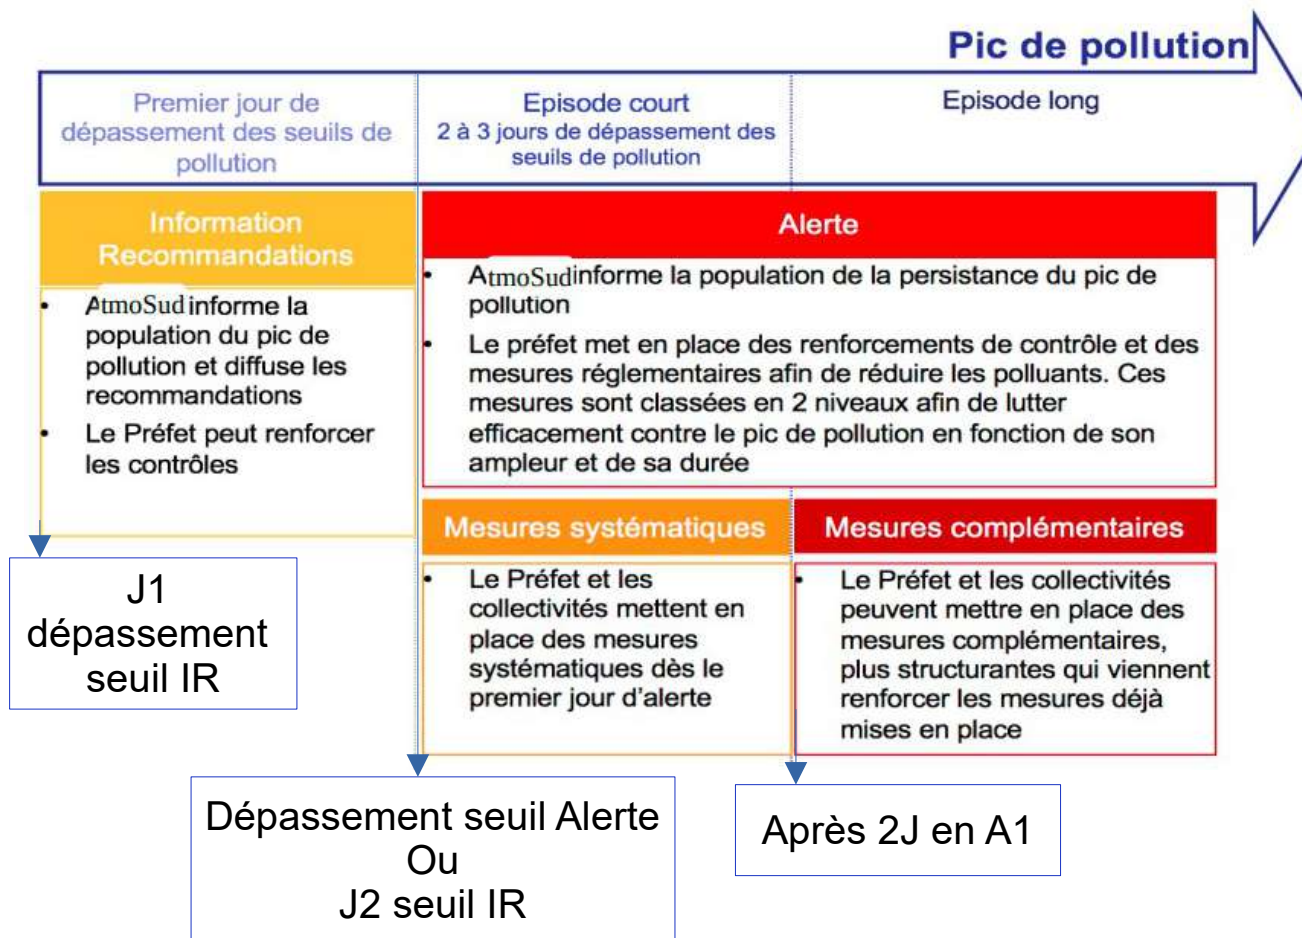 Pic de pollution
Premier jour de
dépassement des seuils de
pollution
Episode court
2 à 3 jours de dépassement des
seuils de pollution
Episode long
Information
Recommandations
• AtmoSud informe la
population du pic de
pollution et diffuse les
recommandations
• Le Préfet peut renforcer
les contrôles
Alerte
• AtmoSud informe la population de la persistance du pic de
pollution
• Le préfet met en place des renforcements de contrôle et des
mesures réglementaires afin de réduire les polluants. Ces
mesures sont classées en 2 niveaux afin de lutter
efficacement contre le pic de pollution en fonction de son
ampleur et de sa durée
Mesures systématiques
• Le Préfet et les
collectivités mettent en
place des mesures
systématiques dès le
premier jour d'alerte
Mesures complémentaires
• Le Préfet et les collectivités
peuvent mettre en place des
mesures complémentaires,
plus structurantes qui viennent
renforcer les mesures déjà
mises en place
J1
dépassement
seuil IR
Dépassement seuil Alerte
Ou
J2 seuil IR
Après 2J en A1